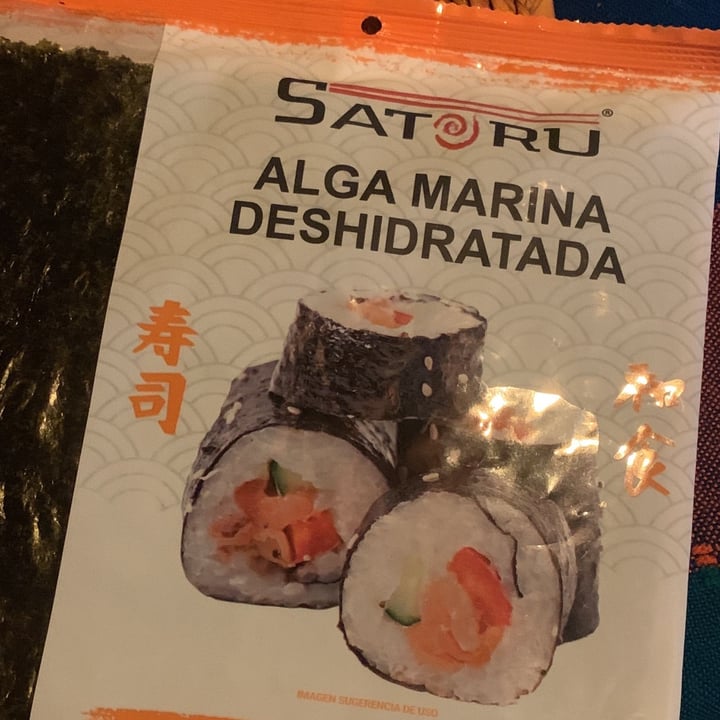 SATORU®
ALGA MARINA
DESHIDRATADA
寿司
和食
IMAGEN SUGERENCIA DE USO